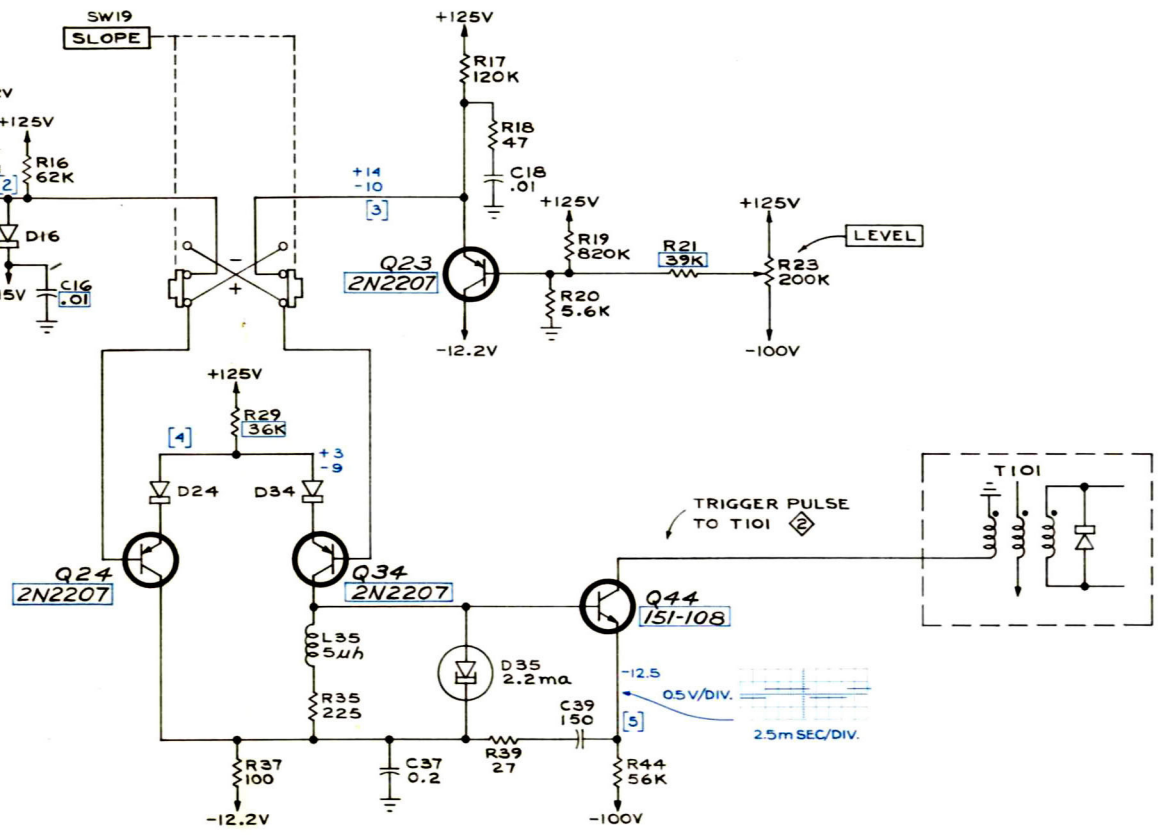 SW19
SLOPE
+125V
R17
120K
R18
47
C18
.01
+125V
R16
62K
D16
C16
.01
+14
-10
[3]
-
+
Q23
2N2207
-12.2V
+125V
R19
820K
R20
5.6K
R21
39K
+125V
LEVEL
R23
200K
-100V
+125V
R29
36K
[4]
+3
-9
D24
D34
Q24
2N2207
Q34
2N2207
L35
5μh
R35
225
D35
2.2ma
Q44
151-108
TRIGGER PULSE
TO T101 2
T101
-12.5
0.5V/DIV.
[5]
2.5m SEC/DIV.
C39
150
R39
27
R37
100
C37
0.2
R44
56K
-12.2V
-100V